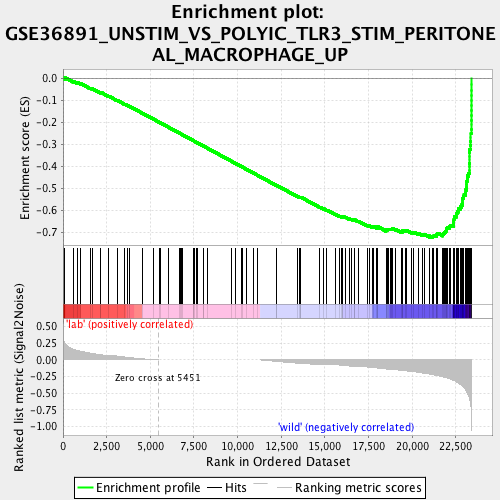 Enrichment plot:
GSE36891_UNSTIM_VS_POLYIC_TLR3_STIM_PERITONE
AL_MACROPHAGE_UP
Enrichment score (ES)
0.0
-0.1
-0.2
-0.3
-0.4
-0.5
-0.6
-0.7
Ranked list metric (Signal2Noise)
'lab' (positively correlated)
0.50
0.25
0.00
-0.25
-0.50
-0.75
-1.00
Zero cross at 5451
'wild' (negatively correlated)
0 2,500 5,000 7,500 10,000 12,500 15,000 17,500 20,000 22,500
Rank in Ordered Dataset
Enrichment profile Hits Ranking metric scores